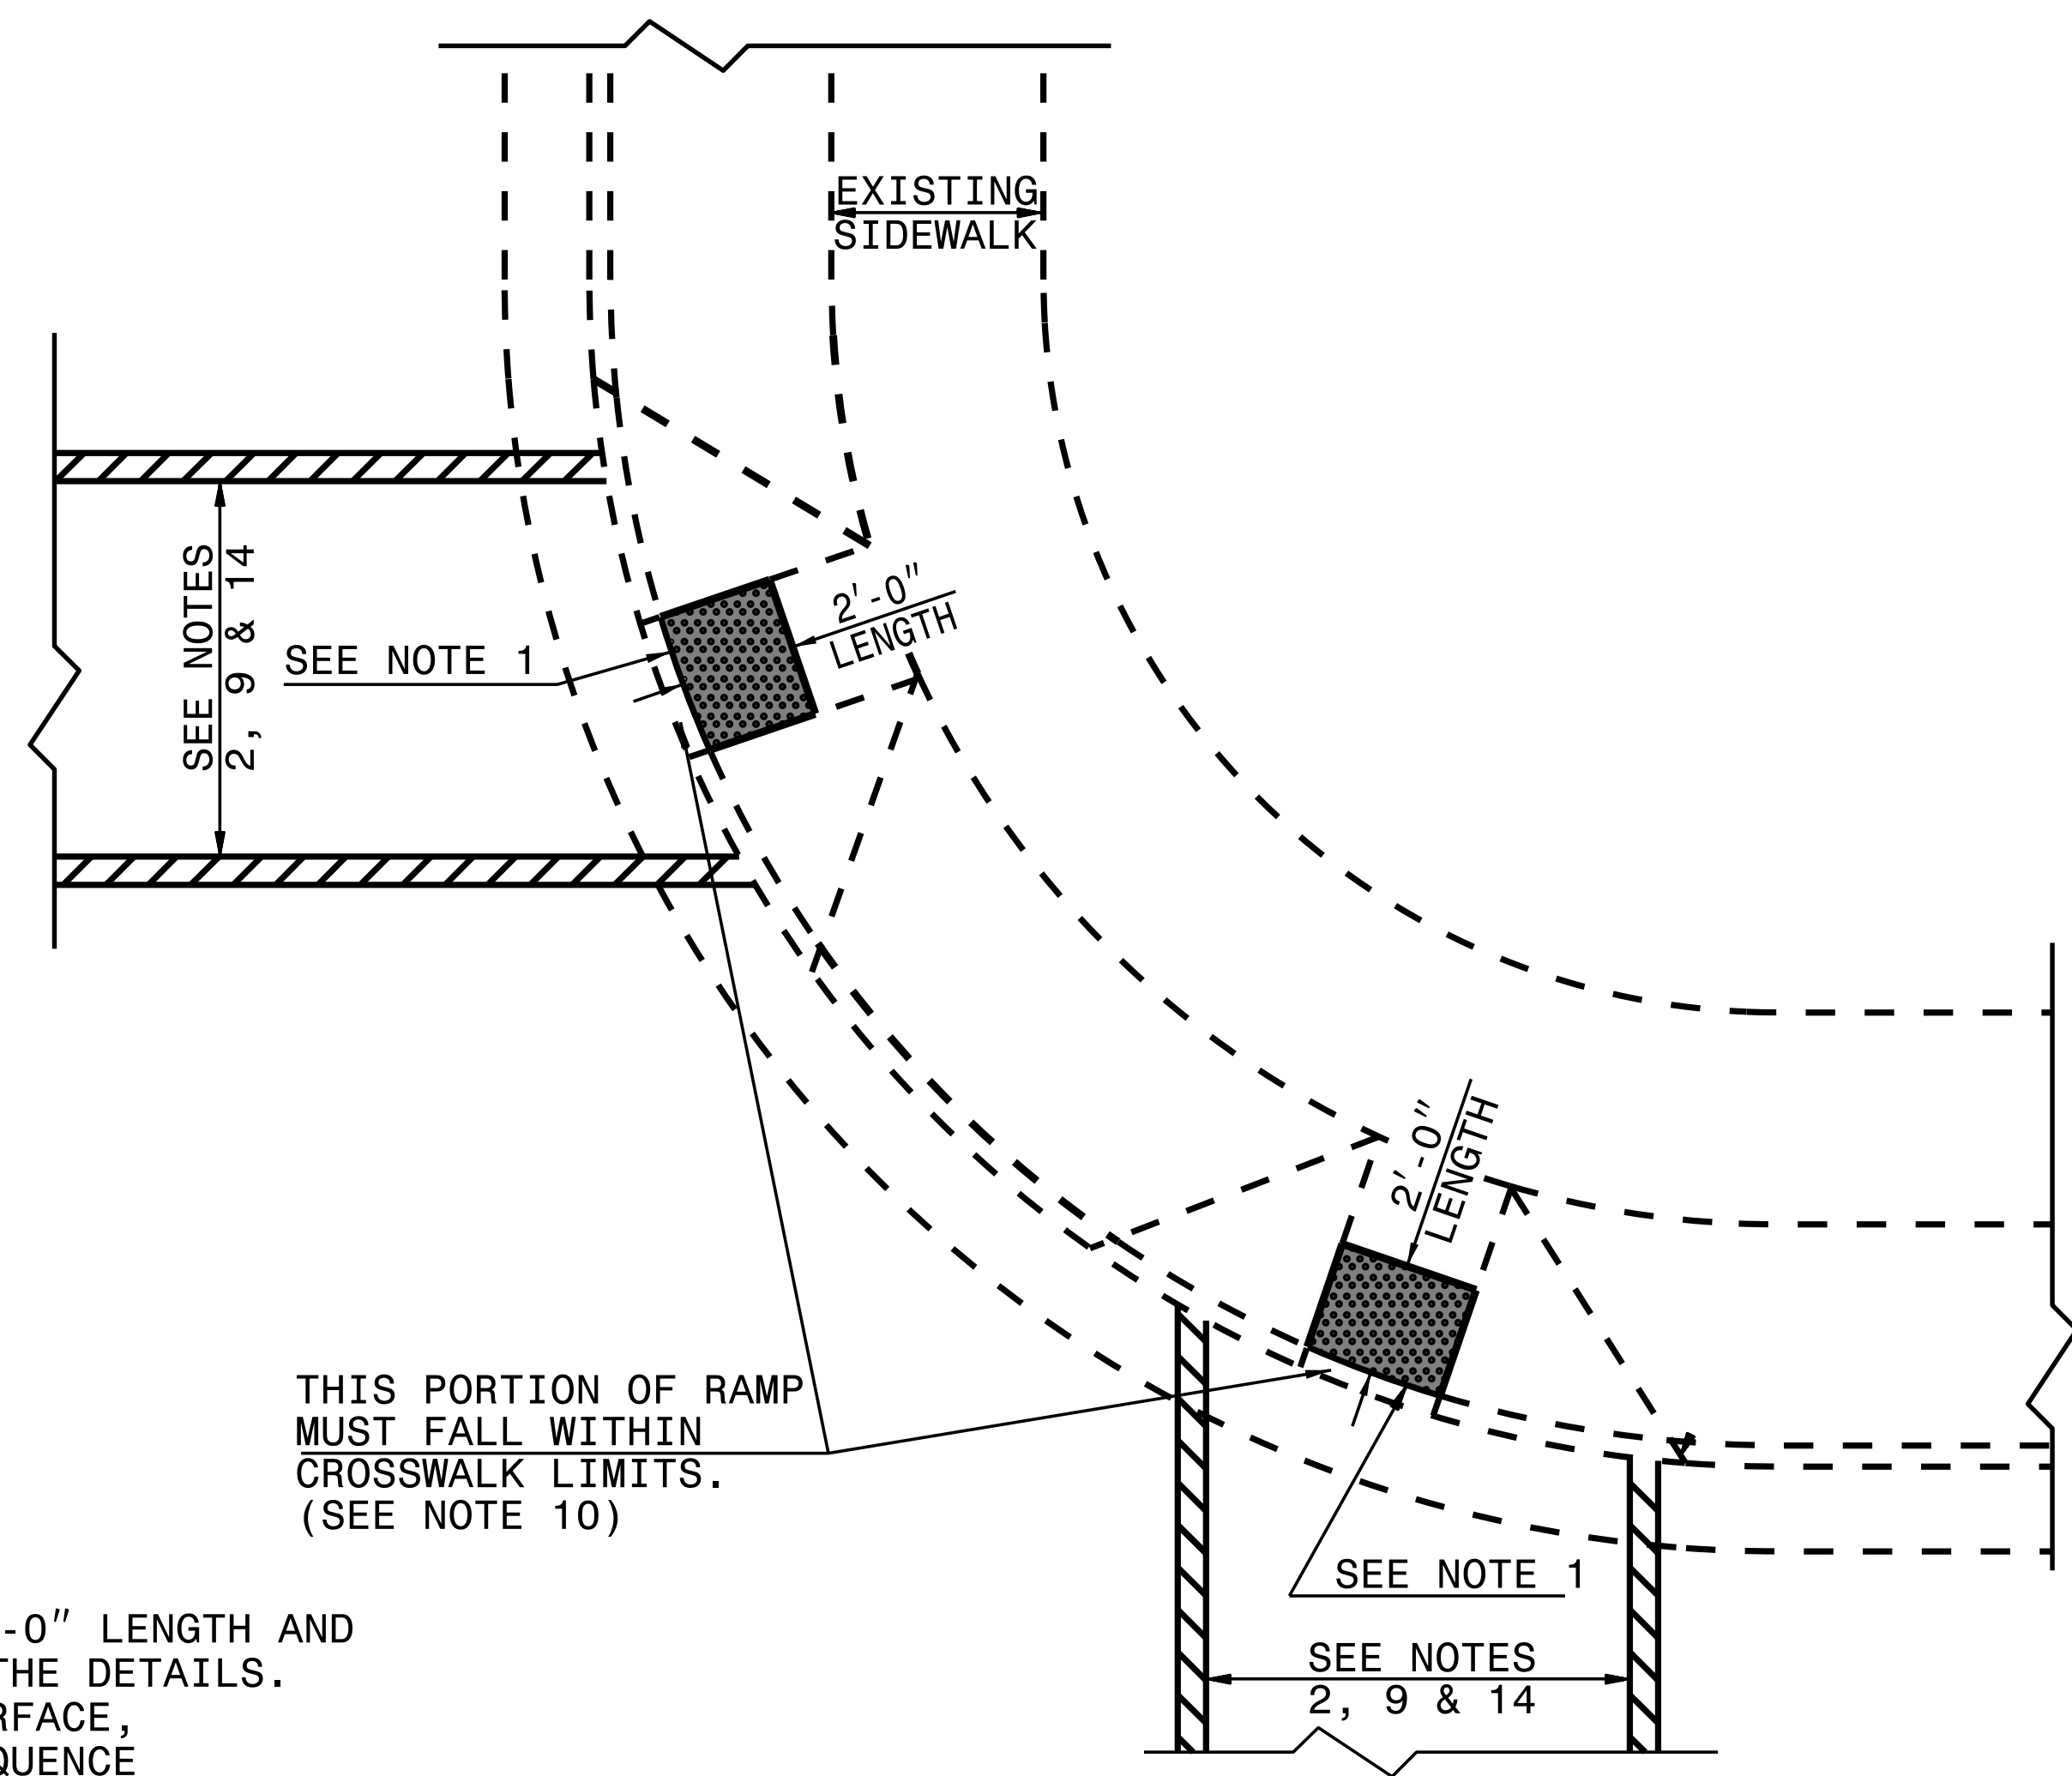 EXISTING
SIDEWALK
2'-0"
LENGTH
SEE NOTES
2, 9 & 14
SEE NOTE 1
2'-0"
LENGTH
THIS PORTION OF RAMP
MUST FALL WITHIN
CROSSWALK LIMITS.
(SEE NOTE 10)
SEE NOTE 1
SEE NOTES
2, 9 & 14
-0" LENGTH AND
THE DETAILS.
RFACE,
QUENCE